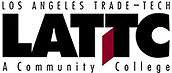 LOS ANGELES TRADE-TECH
LATTC
A Community College